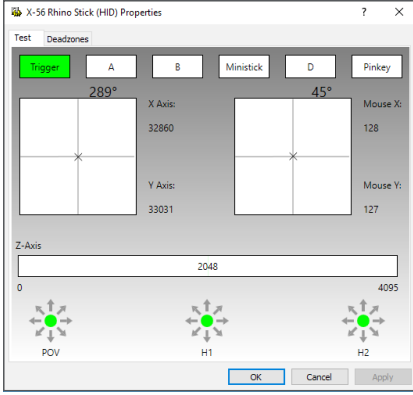 X-56 Rhino Stick (HID) Properties ? ×
Test Deadzones
Trigger A B Ministick D Pinkey
289° 45°
X Axis: Mouse X:
32860 128
Y Axis: Mouse Y:
33031 127
Z-Axis
2048
0 4095
POV H1 H2
OK Cancel Apply